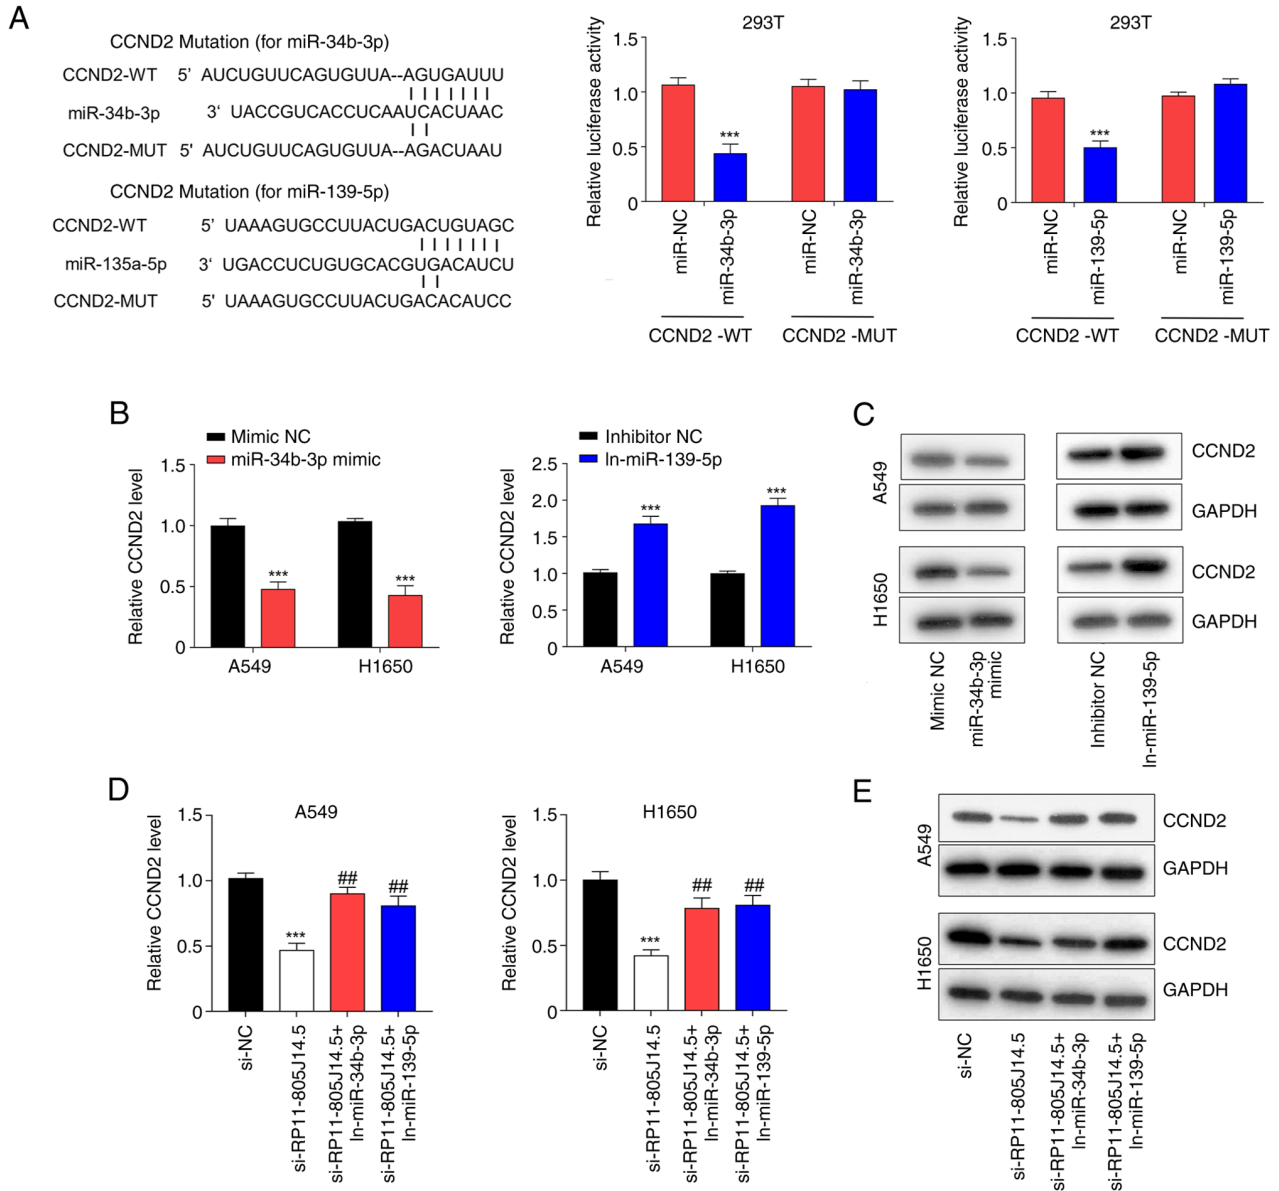 A
CCND2 Mutation (for miR-34b-3p)
CCND2-WT 5' AUCUGUUCAGUGUUA--AGUGAUUU
miR-34b-3p 3' UACCGUCACCUCAAUCACUAAC
CCND2-MUT 5' AUCUGUUCAGUGUUA--AGACUAAU
CCND2 Mutation (for miR-139-5p)
CCND2-WT 5' UAAAGUGCCUUACUGACUGUAGC
miR-135a-5p 3' UGACCUCUGUGCACGUGACAUCU
CCND2-MUT 5' UAAAGUGCCUUACUGACACAUCC
293T
Relative luciferase activity
1.5
1.0
0.5
0
***
miR-NC
miR-34b-3p
miR-NC
miR-34b-3p
CCND2 -WT
CCND2 -MUT
293T
Relative luciferase activity
1.5
1.0
0.5
0
***
miR-NC
miR-139-5p
miR-NC
miR-139-5p
CCND2 -WT
CCND2 -MUT
B
Mimic NC
miR-34b-3p mimic
Relative CCND2 level
1.5
1.0
0.5
0
***
***
A549
H1650
Inhibitor NC
In-miR-139-5p
Relative CCND2 level
2.5
2.0
1.5
1.0
0.5
0
***
***
A549
H1650
C
A549
CCND2
GAPDH
H1650
CCND2
GAPDH
Mimic NC
miR-34b-3p
mimic
Inhibitor NC
In-miR-139-5p
D
A549
Relative CCND2 level
1.5
1.0
0.5
0
***
##
##
si-NC
si-RP11-805J14.5
si-RP11-805J14.5+
In-miR-34b-3p
si-RP11-805J14.5+
In-miR-139-5p
H1650
Relative CCND2 level
1.5
1.0
0.5
0
***
##
##
si-NC
si-RP11-805J14.5
si-RP11-805J14.5+
In-miR-34b-3p
si-RP11-805J14.5+
In-miR-139-5p
E
A549
CCND2
GAPDH
H1650
CCND2
GAPDH
si-NC
si-RP11-805J14.5
si-RP11-805J14.5+
In-miR-34b-3p
si-RP11-805J14.5+
In-miR-139-5p